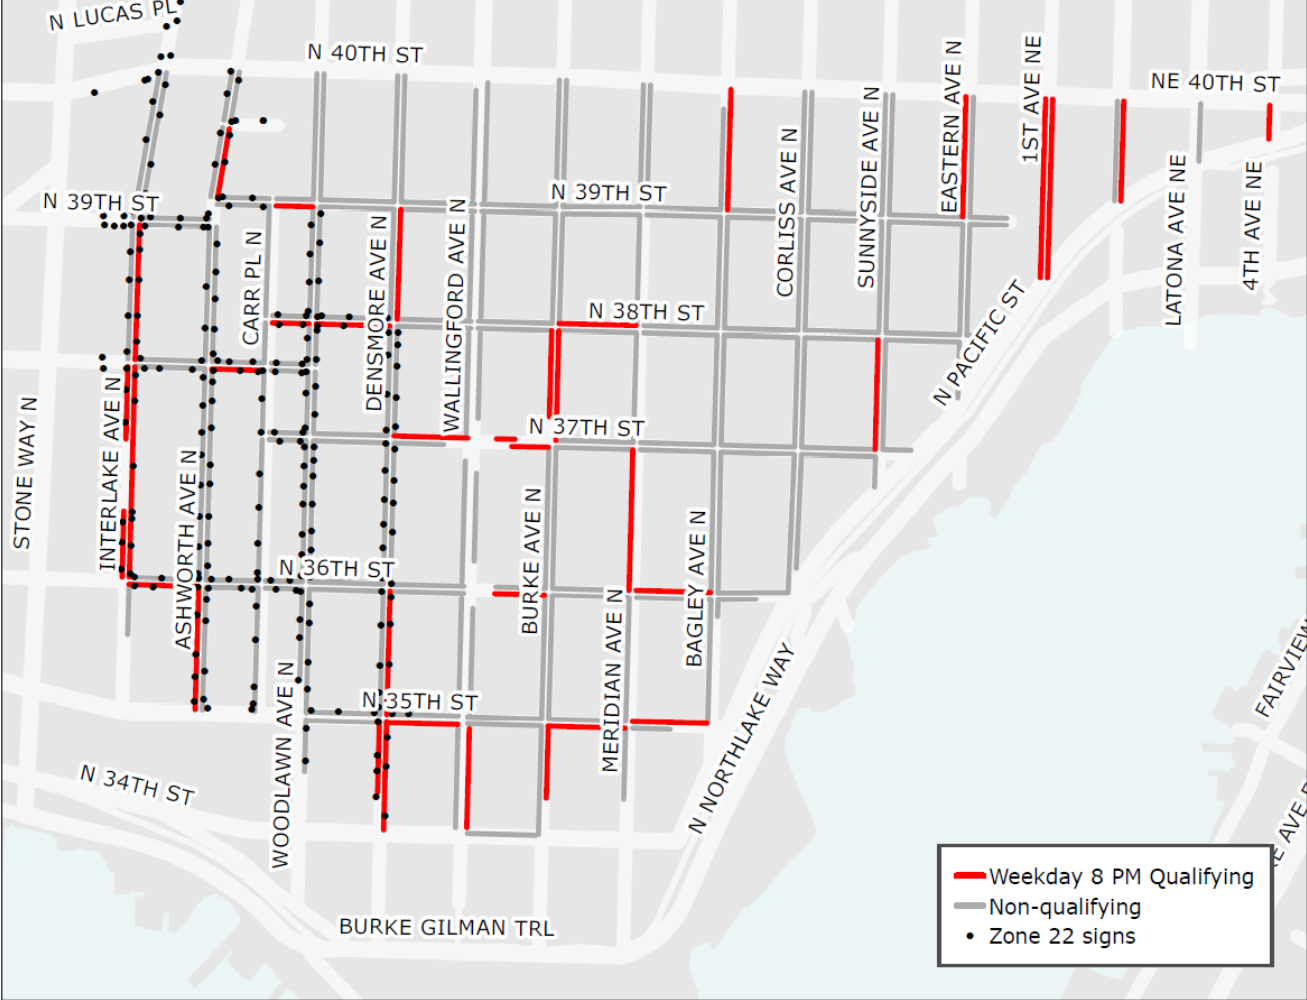 N LUCAS PL
N 40TH ST
NE 40TH ST
EASTERN AVE N
1ST AVE NE
N 39TH ST
N 39TH ST
CORLISS AVE N
SUNNYSIDE AVE N
LATONA AVE NE
4TH AVE NE
CARR PL N
DENSMORE AVE N
WALLINGFORD AVE N
N 38TH ST
N PACIFIC ST
STONE WAY N
INTERLAKE AVE N
N 37TH ST
ASHWORTH AVE N
BURKE AVE N
BAGLEY AVE N
N 36TH ST
MERIDIAN AVE N
N NORTHLAKE WAY
FAIRVIEW
WOODLAWN AVE N
N 35TH ST
N 34TH ST
BURKE GILMAN TRL
Weekday 8 PM Qualifying
Non-qualifying
Zone 22 signs